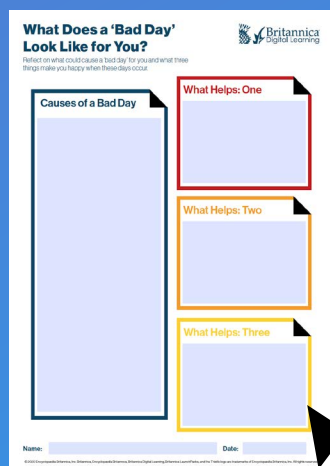 What Does a ‘Bad Day’
Look Like for You?
Britannica®
Digital Learning
Reflect on what could cause a ‘bad day’ for you and what three
things make you happy when these days occur.
Causes of a Bad Day
What Helps: One
What Helps: Two
What Helps: Three
Name:
Date: